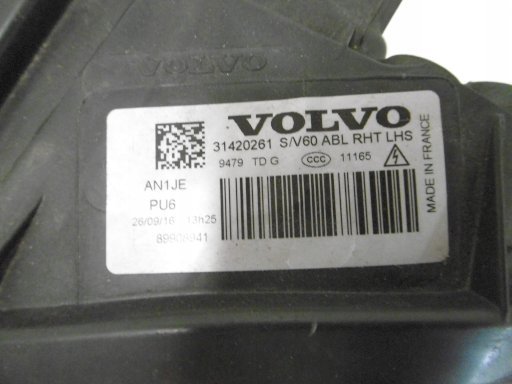 VOLVO
VOLVO
31420261 S/V60 ABL RHT LHS
9479 TD G CCC 11165
AN1JE
PU6
26/09/16 13h25
89908941
MADE IN FRANCE